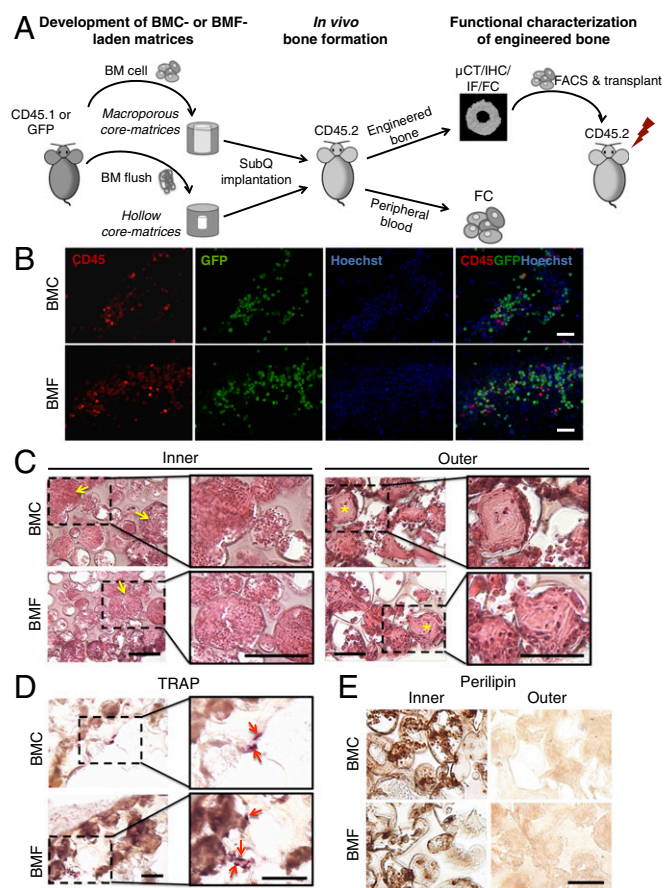 A
Development of BMC- or BMF-
laden matrices
In vivo
bone formation
Functional characterization
of engineered bone
BM cell
CD45.1 or
GFP
Macroporous
core-matrices
BM flush
Hollow
core-matrices
SubQ
implantation
CD45.2
Engineered
bone
Peripheral
blood
µCT/IHC/
IF/FC
FACS & transplant
CD45.2
FC
B
CD45
GFP
Hoechst
CD45GFPHoechst
BMC
BMF
C
Inner
Outer
BMC
*
BMF
*
D
TRAP
BMC
BMF
E
Perilipin
Inner
Outer
BMC
BMF